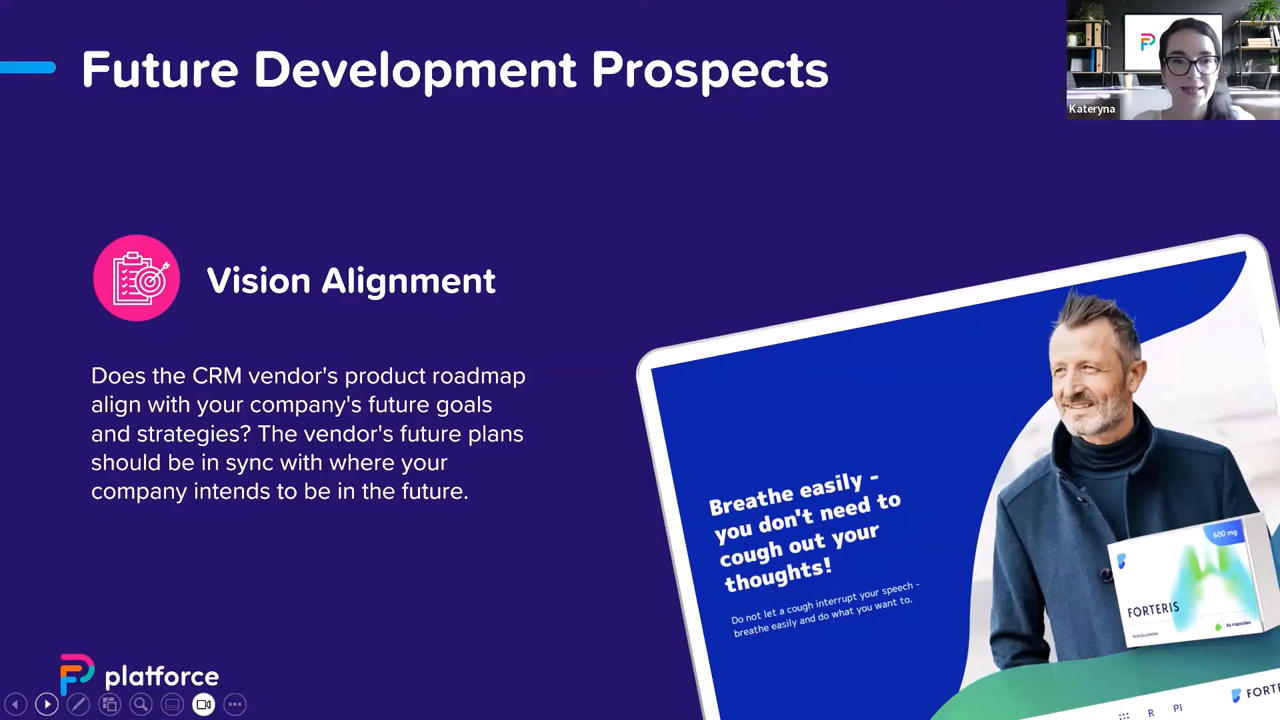 Future Development Prospects
Kateryna
Vision Alignment
Does the CRM vendor's product roadmap
align with your company's future goals
and strategies? The vendor's future plans
should be in sync with where your
company intends to be in the future.
Breathe easily -
you don't need to
cough out your
thoughts!
Do not let a cough interrupt your speech -
breathe easily and do what you want to.
600 mg
FORTERIS
capsules
R PI
FORTE
platforce